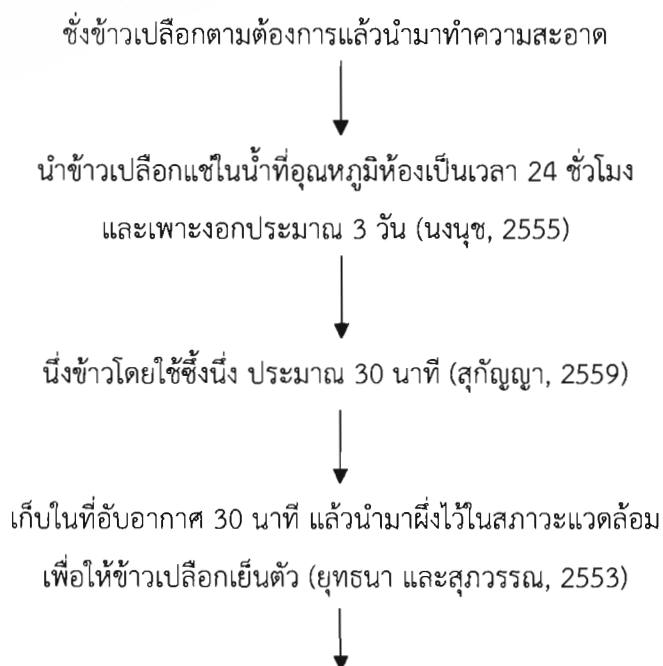 ชั่งข้าวเปลือกตามต้องการแล้วนำมาทำความสะอาด
นำข้าวเปลือกแช่ในน้ำที่อุณหภูมิห้องเป็นเวลา 24 ชั่วโมง
และเพาะงอกประมาณ 3 วัน (นงนุช, 2555)
นึ่งข้าวโดยใช้ซึ้งนึ่ง ประมาณ 30 นาที (สุกัญญา, 2559)
เก็บในที่อับอากาศ 30 นาที แล้วนำมาผึ่งไว้ในสภาวะแวดล้อม
เพื่อให้ข้าวเปลือกเย็นตัว (ยุทธนา และสุภวรรณ, 2553)